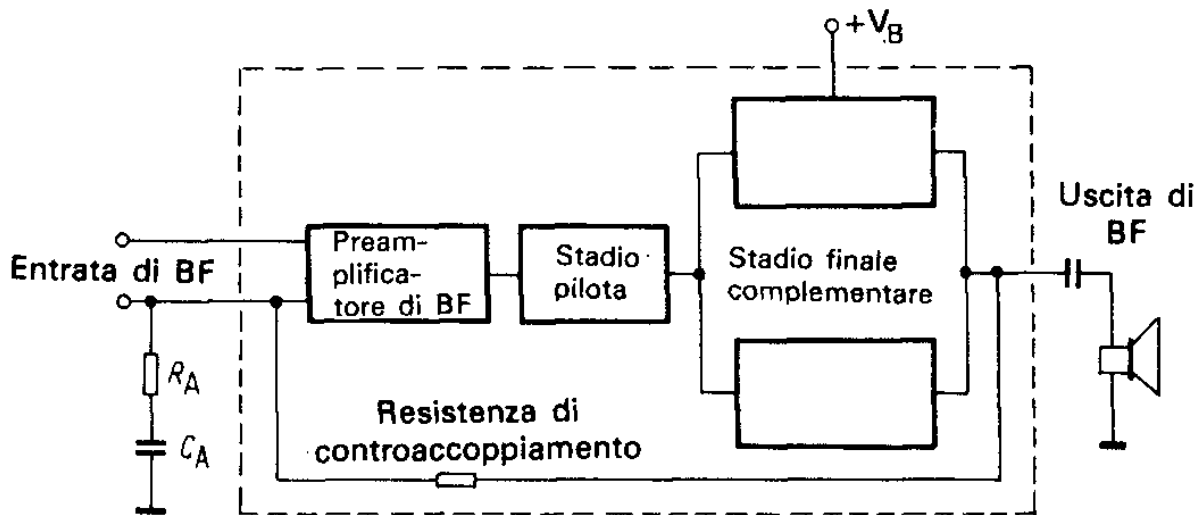 +V_B
Uscita di
BF
Entrata di BF
Pream-
plifica-
tore di BF
Stadio
pilota
Stadio finale
complementare
R_A
C_A
Resistenza di
controaccoppiamento